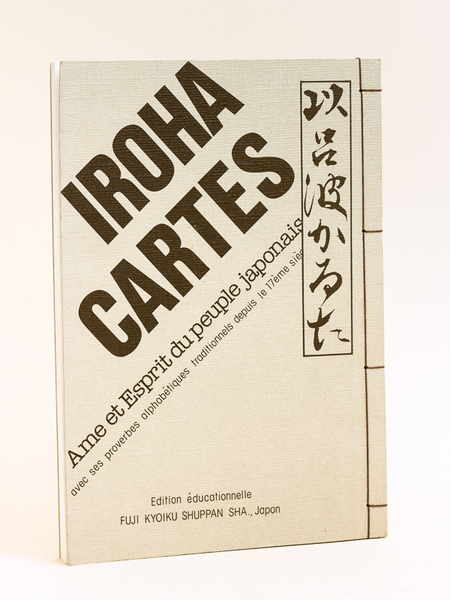 IROHA
CARTES
Ame et Esprit du peuple japonais
avec ses proverbes alphabétiques traditionnels depuis le 17ème siè
以呂波かるた
Edition éducationnelle
FUJI KYOIKU SHUPPAN SHA., Japon